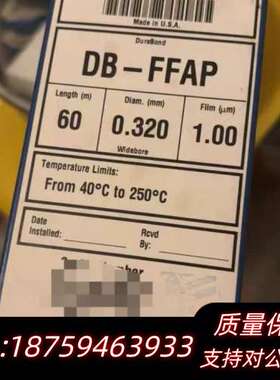 Made in U.S.A.
DuraBond
DB-FFAP
Length (m) Diam. (mm) Film (μm)
60 0.320 1.00
Widebore
Temperature Limits:
From 40°C to 250°C
Date
Installed:
Rcvd
By:
质量保
:18759463933
支持对公